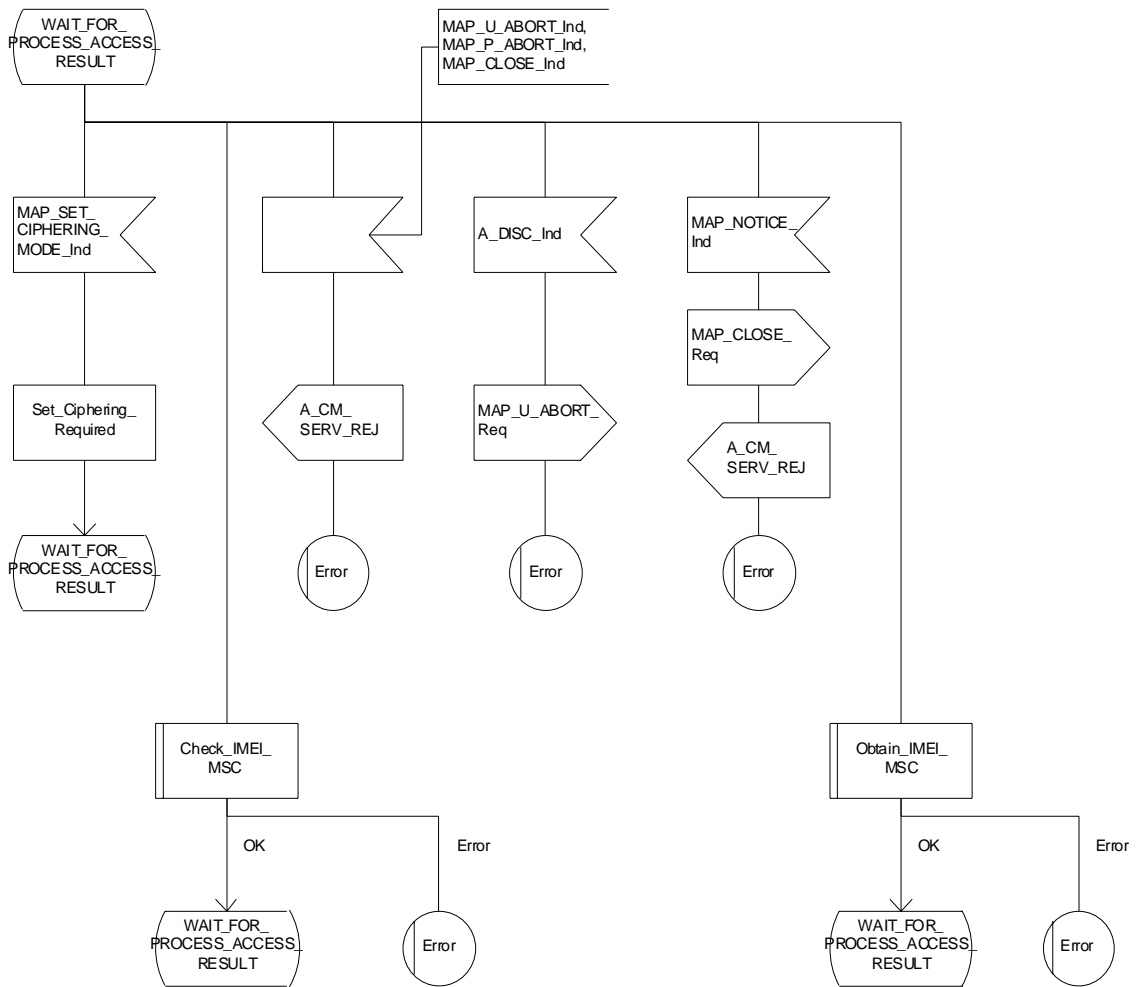 WAIT_FOR_
PROCESS_ACCESS_
RESULT
MAP_U_ABORT_Ind,
MAP_P_ABORT_Ind,
MAP_CLOSE_Ind
MAP_SET_
CIPHERING_
MODE_Ind
A_DISC_Ind
MAP_NOTICE_
Ind
MAP_CLOSE_
Req
Set_Ciphering_
Required
A_CM_
SERV_REJ
MAP_U_ABORT_
Req
A_CM_
SERV_REJ
WAIT_FOR_
PROCESS_ACCESS_
RESULT
Error
Error
Error
Check_IMEI_
MSC
Obtain_IMEI_
MSC
OK
Error
OK
Error
WAIT_FOR_
PROCESS_ACCESS_
RESULT
Error
WAIT_FOR_
PROCESS_ACCESS_
RESULT
Error